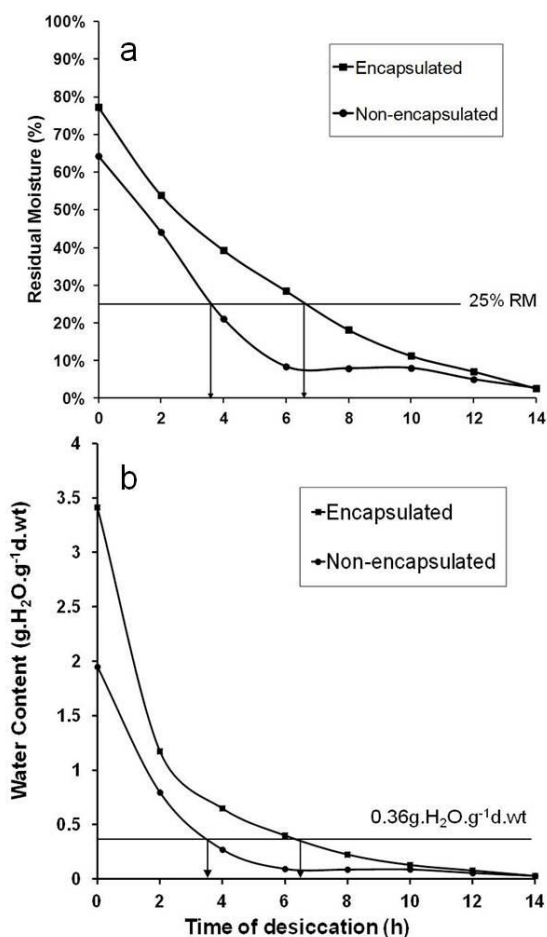 a
100%
90%
80%
70%
60%
50%
40%
30%
20%
10%
0%
Residual Moisture (%)
Encapsulated
Non-encapsulated
25% RM
0 2 4 6 8 10 12 14
b
4
3.5
3
2.5
2
1.5
1
0.5
0
Water Content (g.H₂O.g⁻¹d.wt)
Encapsulated
Non-encapsulated
0.36g.H₂O.g⁻¹d.wt
0 2 4 6 8 10 12 14
Time of desiccation (h)